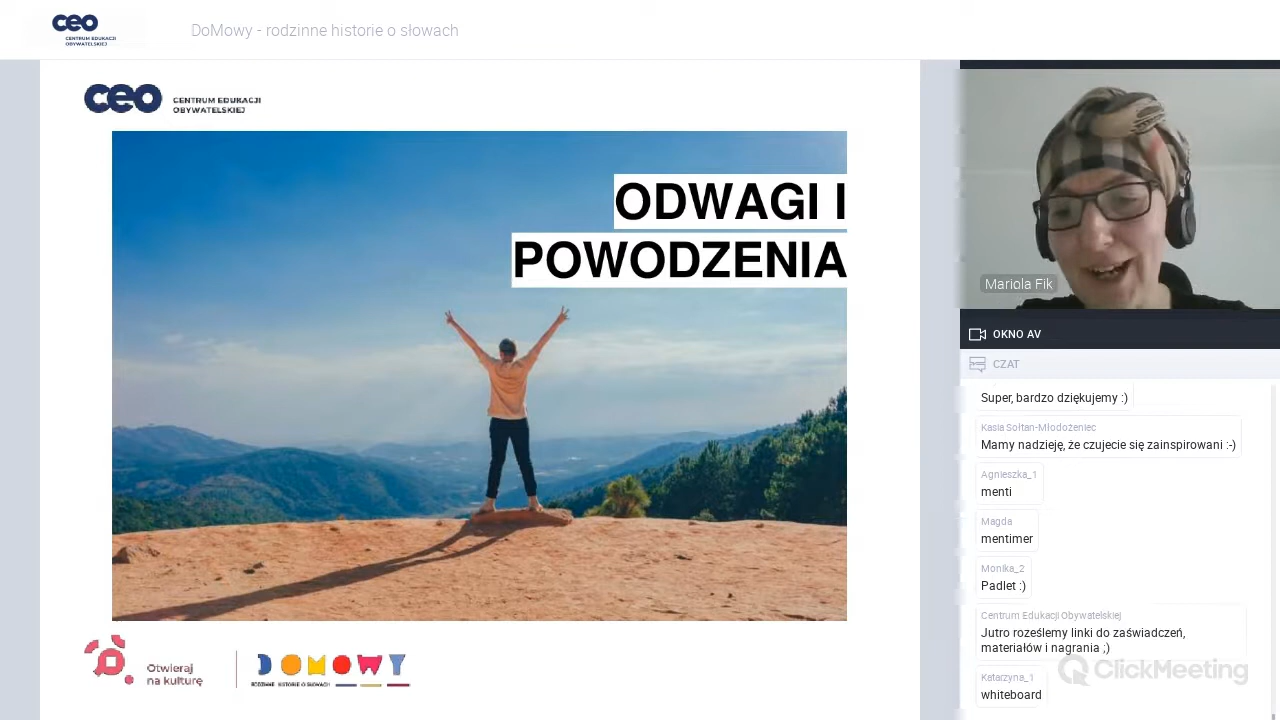 ceo
CENTRUM EDUKACJI
OBYWATELSKIEJ
DoMowy - rodzinne historie o słowach
ceo
CENTRUM EDUKACJI
OBYWATELSKIEJ
ODWAGI I
POWODZENIA
Otwieraj
na kulturę
DOMOWY
RODZINNE HISTORIE O SŁOWACH
Mariola Fik
OKNO AV
CZAT
Super, bardzo dziękujemy :)
Kasia Sołtan-Młodożeniec
Mamy nadzieję, że czujecie się zainspirowani :-)
Agnieszka_1
menti
Magda
mentimer
Monika_2
Padlet :)
Centrum Edukacji Obywatelskiej
Jutro roześlemy linki do zaświadczeń,
materiałów i nagrania ;)
Katarzyna_1
whiteboard
ClickMeeting